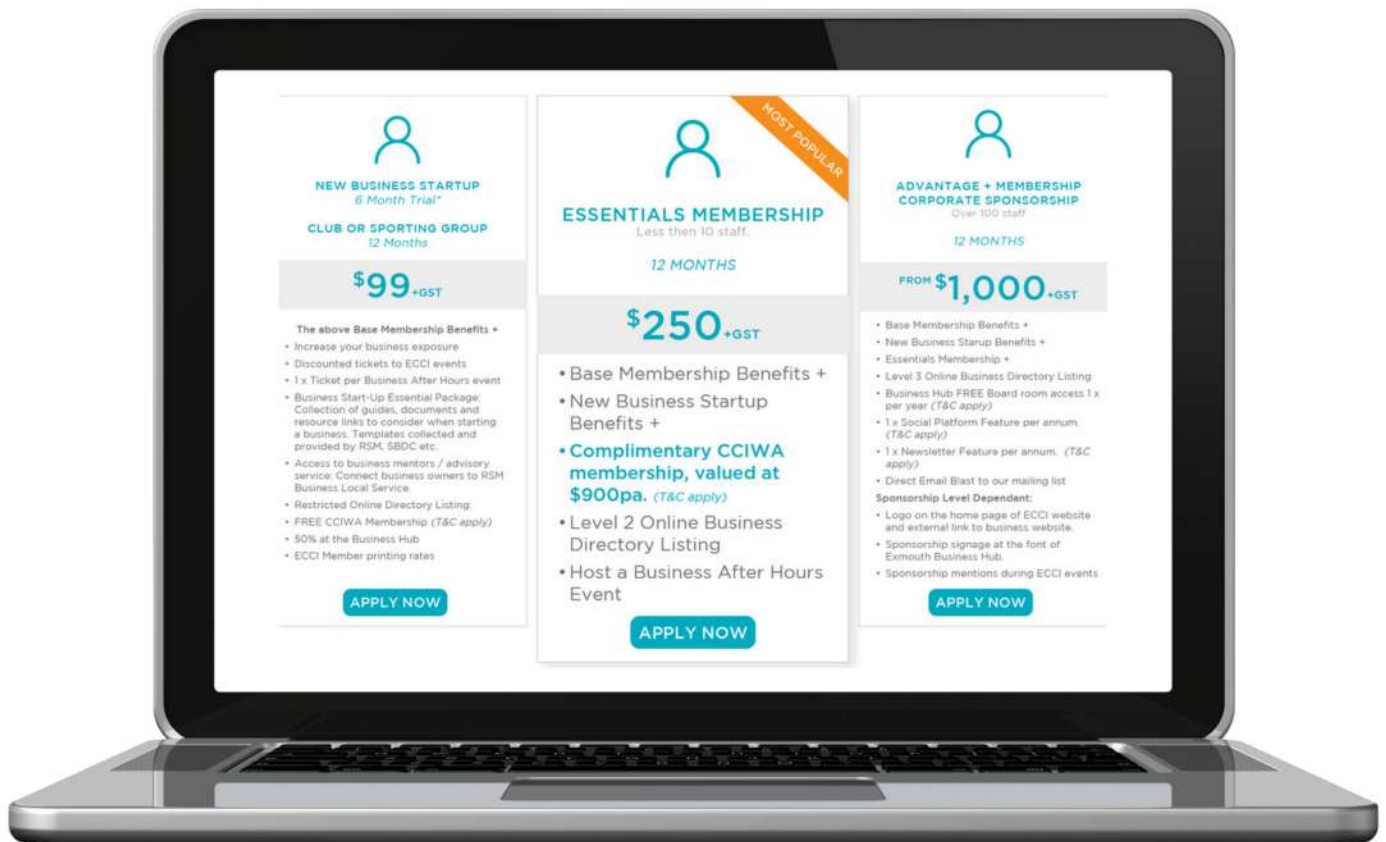 NEW BUSINESS STARTUP
6 Month Trial*
CLUB OR SPORTING GROUP
12 Months
$99+GST
The above Base Membership Benefits +
• Increase your business exposure
• Discounted tickets to ECCI events
• 1 x Ticket per Business After Hours event
• Business Start-Up Essential Package:
Collection of guides, documents and
resource links to consider when starting
a business. Templates collected and
provided by RSM, SBDC etc.
• Access to business mentors / advisory
service: Connect business owners to RSM
Business Local Service.
• Restricted Online Directory Listing:
• FREE CCIWA Membership (T&C apply)
• 50% at the Business Hub
• ECCI Member printing rates
APPLY NOW
MOST POPULAR
ESSENTIALS MEMBERSHIP
Less then 10 staff.
12 MONTHS
$250+GST
• Base Membership Benefits +
• New Business Startup
Benefits +
• Complimentary CCIWA
membership, valued at
$900pa. (T&C apply)
• Level 2 Online Business
Directory Listing
• Host a Business After Hours
Event
APPLY NOW
ADVANTAGE + MEMBERSHIP
CORPORATE SPONSORSHIP
Over 100 staff
12 MONTHS
FROM $1,000+GST
• Base Membership Benefits +
• New Business Starup Benefits +
• Essentials Membership +
• Level 3 Online Business Directory Listing
• Business Hub FREE Board room access 1 x
per year (T&C apply)
• 1 x Social Platform Feature per annum.
(T&C apply)
• 1 x Newsletter Feature per annum. (T&C
apply)
• Direct Email Blast to our mailing list
Sponsorship Level Dependant:
• Logo on the home page of ECCI website
and external link to business website.
• Sponsorship signage at the font of
Exmouth Business Hub.
• Sponsorship mentions during ECCI events
APPLY NOW